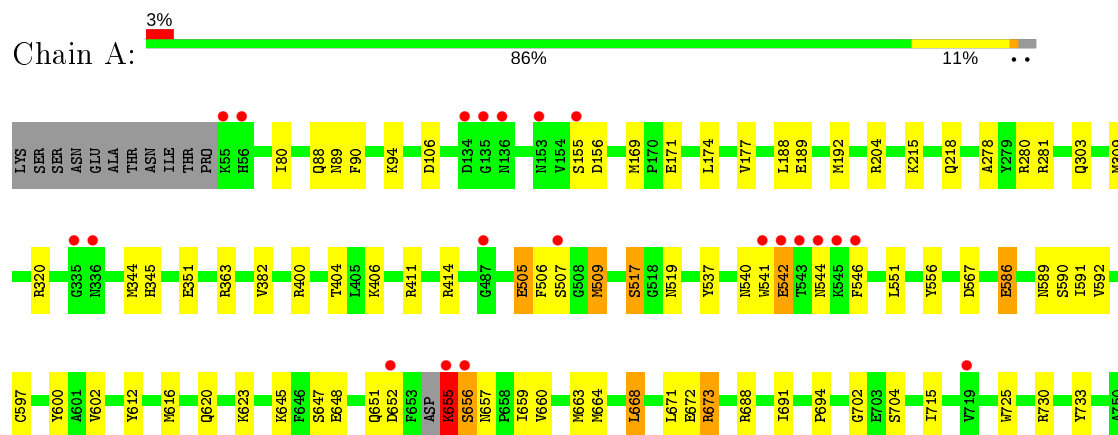 3%
Chain A:
86%
11%
LYS SER SER ASN GLU ALA THR ASN ILE THR PRO K55 H56 I80 Q88 N89 F90 K94 D106 D134 G135 N136 N153 V154 S155 D156 M169 P170 E171 L174 V177 L188 E189 M192 R204 K215 Q218 A278 Y279 R280 R281 Q303
R320 G335 N336 M344 H345 E351 R363 V382 R400 T404 L405 K406 R411 R414 G487 E505 F506 S507 G508 M509 S517 G518 N519 Y537 N540 W541 E542 T543 N544 K545 F546 L551 Y556 D567 E586 N589 S590 I591 V592
C597 Y600 A601 V602 Y612 M616 Q620 K623 K645 F646 S647 E648 Q651 D652 F653 ASP K655 S656 N657 P658 I659 V660 M663 M664 L668 L671 E672 R673 R688 I691 P694 G702 E703 S704 I715 V719 W725 R730 Y733